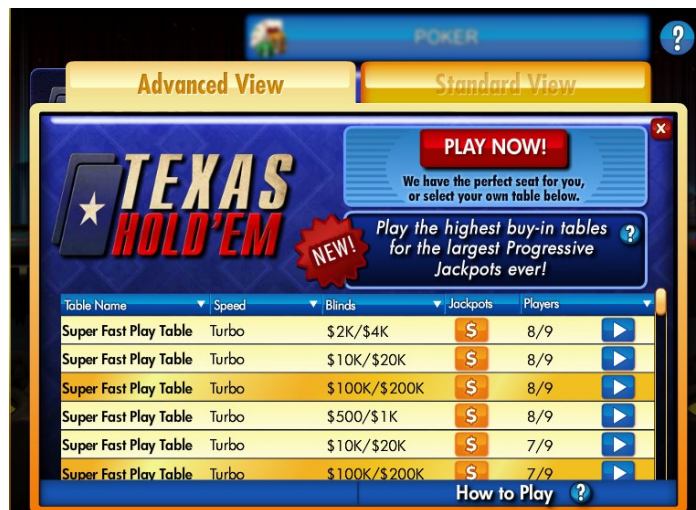 POKER
?
Advanced View
Standard View
X
TEXAS
HOLD'EM
PLAY NOW!
We have the perfect seat for you,
or select your own table below.
NEW!
Play the highest buy-in tables
for the largest Progressive
Jackpots ever!
?
Table Name Speed Blinds Jackpots Players
Super Fast Play Table Turbo $2K/$4K $ 8/9
Super Fast Play Table Turbo $10K/$20K $ 8/9
Super Fast Play Table Turbo $100K/$200K $ 8/9
Super Fast Play Table Turbo $500/$1K $ 8/9
Super Fast Play Table Turbo $10K/$20K $ 7/9
Super Fast Play Table Turbo $100K/$200K $ 7/9
How to Play ?